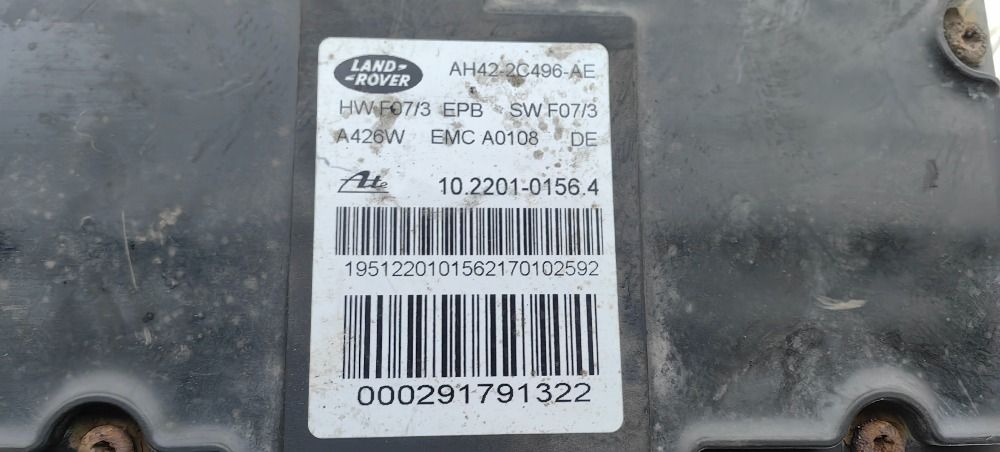 LAND-
-ROVER
AH42-2C496-AE
HW F07/3 EPB SW F07/3
A426W EMC A0108 DE
Ate 10.2201-0156.4
1951220101562170102592
000291791322